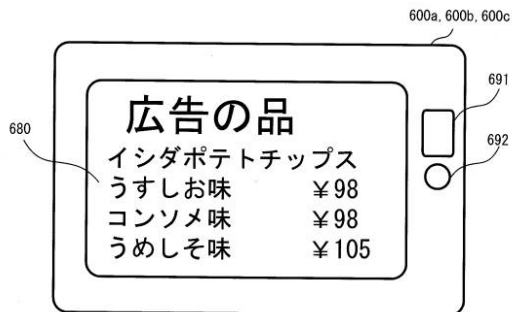 600a, 600b, 600c
691
680
692
広告の品
イシダポテトチップス
うすしお味 ¥98
コンソメ味 ¥98
うめしそ味 ¥105